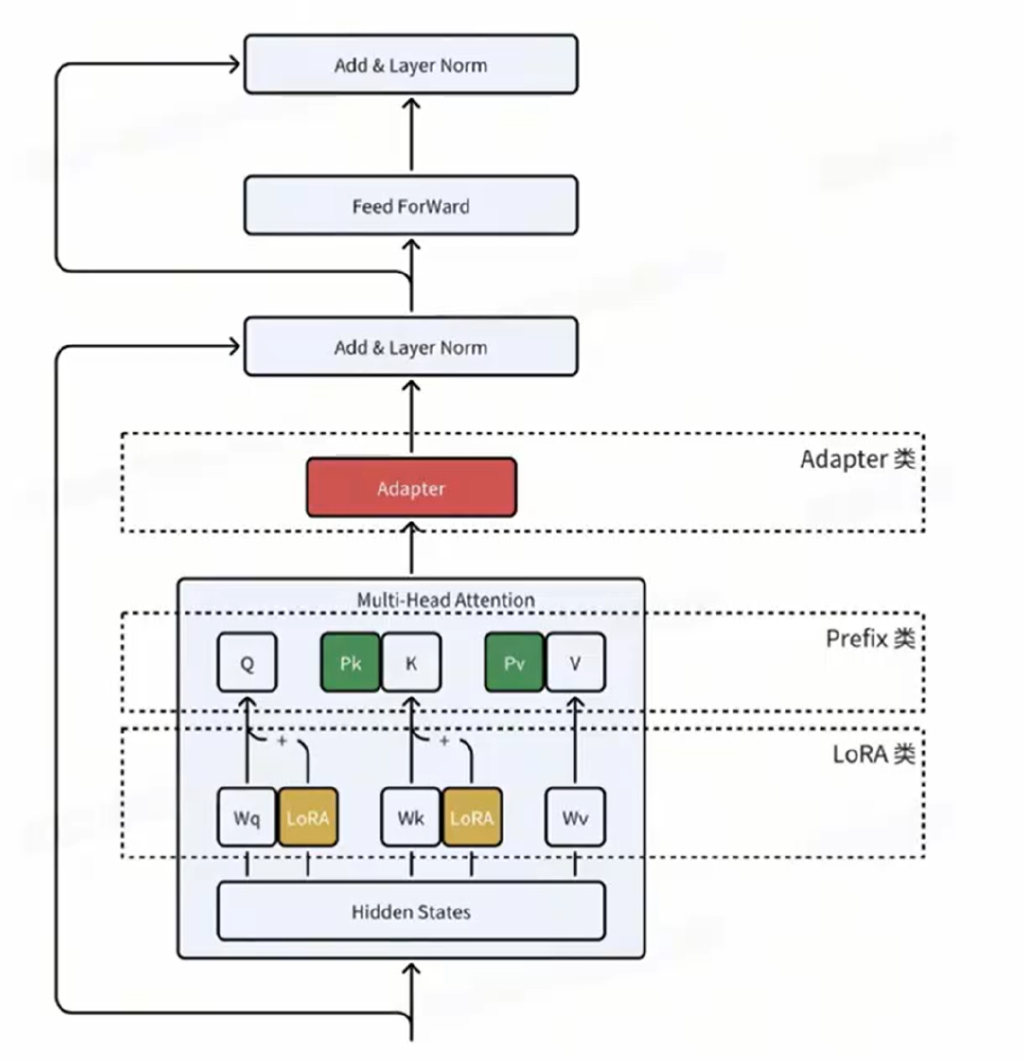 Add & Layer Norm
Feed ForWard
Add & Layer Norm
Adapter 类
Adapter
Multi-Head Attention
Prefix 类
Q
Pk
K
Pv
V
+
+
LoRA 类
Wq
LoRA
Wk
LoRA
Wv
Hidden States